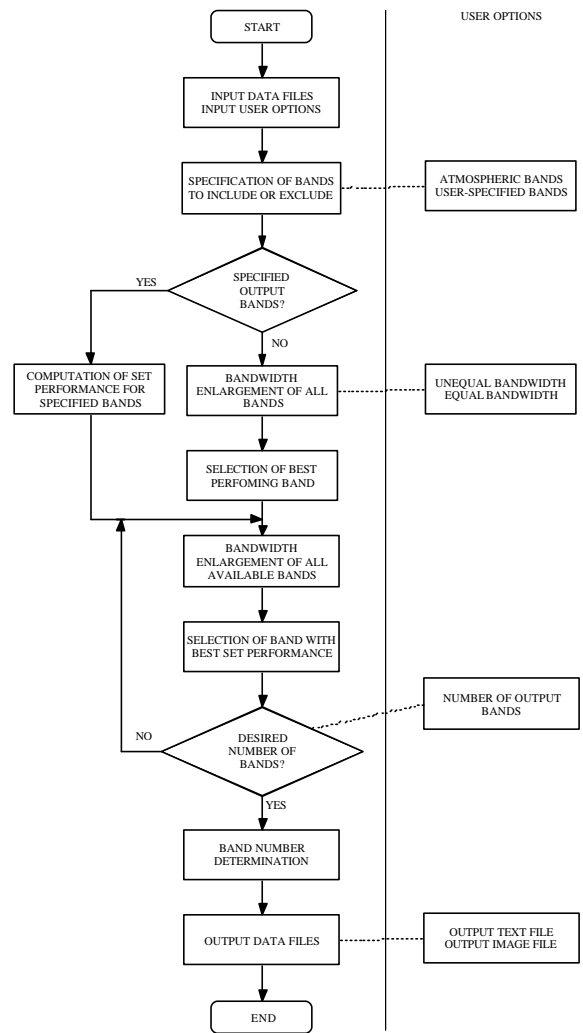 START
USER OPTIONS
INPUT DATA FILES
INPUT USER OPTIONS
SPECIFICATION OF BANDS
TO INCLUDE OR EXCLUDE
ATMOSPHERIC BANDS
USER-SPECIFIED BANDS
YES
SPECIFIED
OUTPUT
BANDS?
NO
COMPUTATION OF SET
PERFORMANCE FOR
SPECIFIED BANDS
BANDWIDTH
ENLARGEMENT OF ALL
BANDS
UNEQUAL BANDWIDTH
EQUAL BANDWIDTH
SELECTION OF BEST
PERFOMING BAND
BANDWIDTH
ENLARGEMENT OF ALL
AVAILABLE BANDS
SELECTION OF BAND WITH
BEST SET PERFORMANCE
NUMBER OF OUTPUT
BANDS
NO
DESIRED
NUMBER OF
BANDS?
YES
BAND NUMBER
DETERMINATION
OUTPUT DATA FILES
OUTPUT TEXT FILE
OUTPUT IMAGE FILE
END